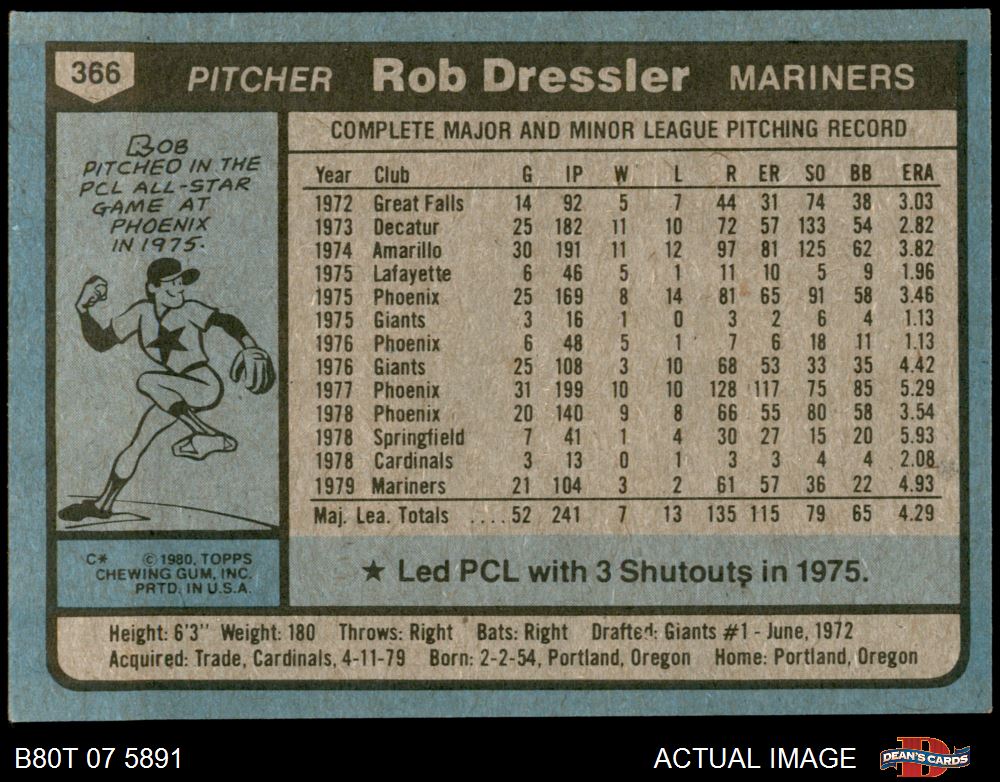 366 PITCHER Rob Dressler MARINERS
ROB
PITCHED IN THE
PCL ALL-STAR
GAME AT
PHOENIX
IN 1975.
COMPLETE MAJOR AND MINOR LEAGUE PITCHING RECORD
Year Club G IP W L R ER SO BB ERA
1972 Great Falls 14 92 5 7 44 31 74 38 3.03
1973 Decatur 25 182 11 10 72 57 133 54 2.82
1974 Amarillo 30 191 11 12 97 81 125 62 3.82
1975 Lafayette 6 46 5 1 11 10 5 9 1.96
1975 Phoenix 25 169 8 14 81 65 91 58 3.46
1975 Giants 3 16 1 0 3 2 6 4 1.13
1976 Phoenix 6 48 5 1 7 6 18 11 1.13
1976 Giants 25 108 3 10 68 53 33 35 4.42
1977 Phoenix 31 199 10 10 128 117 75 85 5.29
1978 Phoenix 20 140 9 8 66 55 80 58 3.54
1978 Springfield 7 41 1 4 30 27 15 20 5.93
1978 Cardinals 3 13 0 1 3 3 4 4 2.08
1979 Mariners 21 104 3 2 61 57 36 22 4.93
Maj. Lea. Totals ....52 241 7 13 135 115 79 65 4.29
C* © 1980, TOPPS
CHEWING GUM, INC.
PRTD. IN U.S.A.
★ Led PCL with 3 Shutouts in 1975.
Height: 6'3" Weight: 180 Throws: Right Bats: Right Drafted: Giants #1 - June, 1972
Acquired: Trade, Cardinals, 4-11-79 Born: 2-2-54, Portland, Oregon Home: Portland, Oregon
B80T 07 5891 ACTUAL IMAGE DEAN'S CARDS